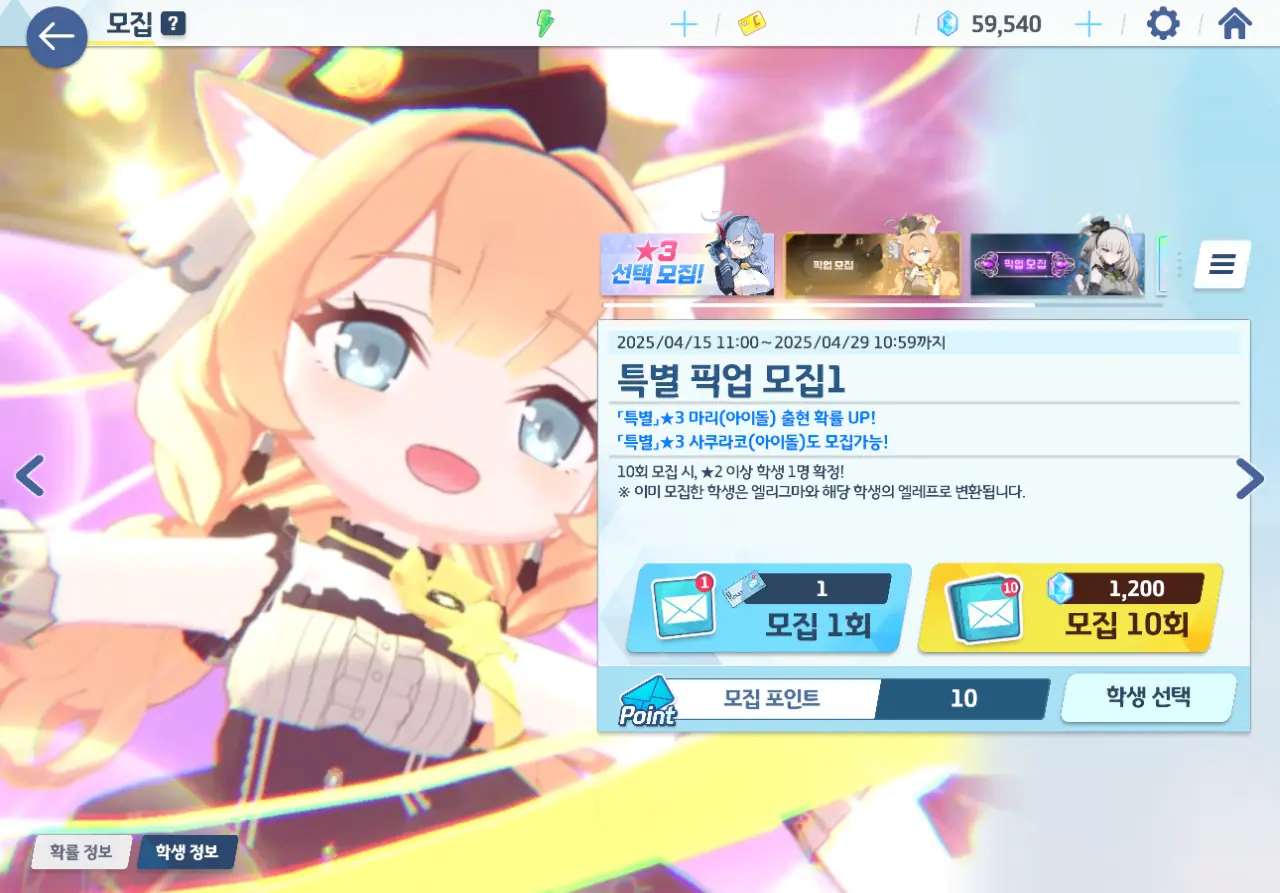 모집 ?
59,540
★3
선택 모집!
픽업 모집
픽업 모집
2025/04/15 11:00~2025/04/29 10:59까지
특별 픽업 모집1
「특별」★3 마리(아이돌) 출현 확률 UP!
「특별」★3 사쿠라코(아이돌)도 모집가능!
10회 모집 시, ★2 이상 학생 1명 확정!
※ 이미 모집한 학생은 엘리그마와 해당 학생의 엘레프로 변환됩니다.
1
1
모집 1회
10
1,200
모집 10회
Point
모집 포인트
10
학생 선택
확률 정보
학생 정보